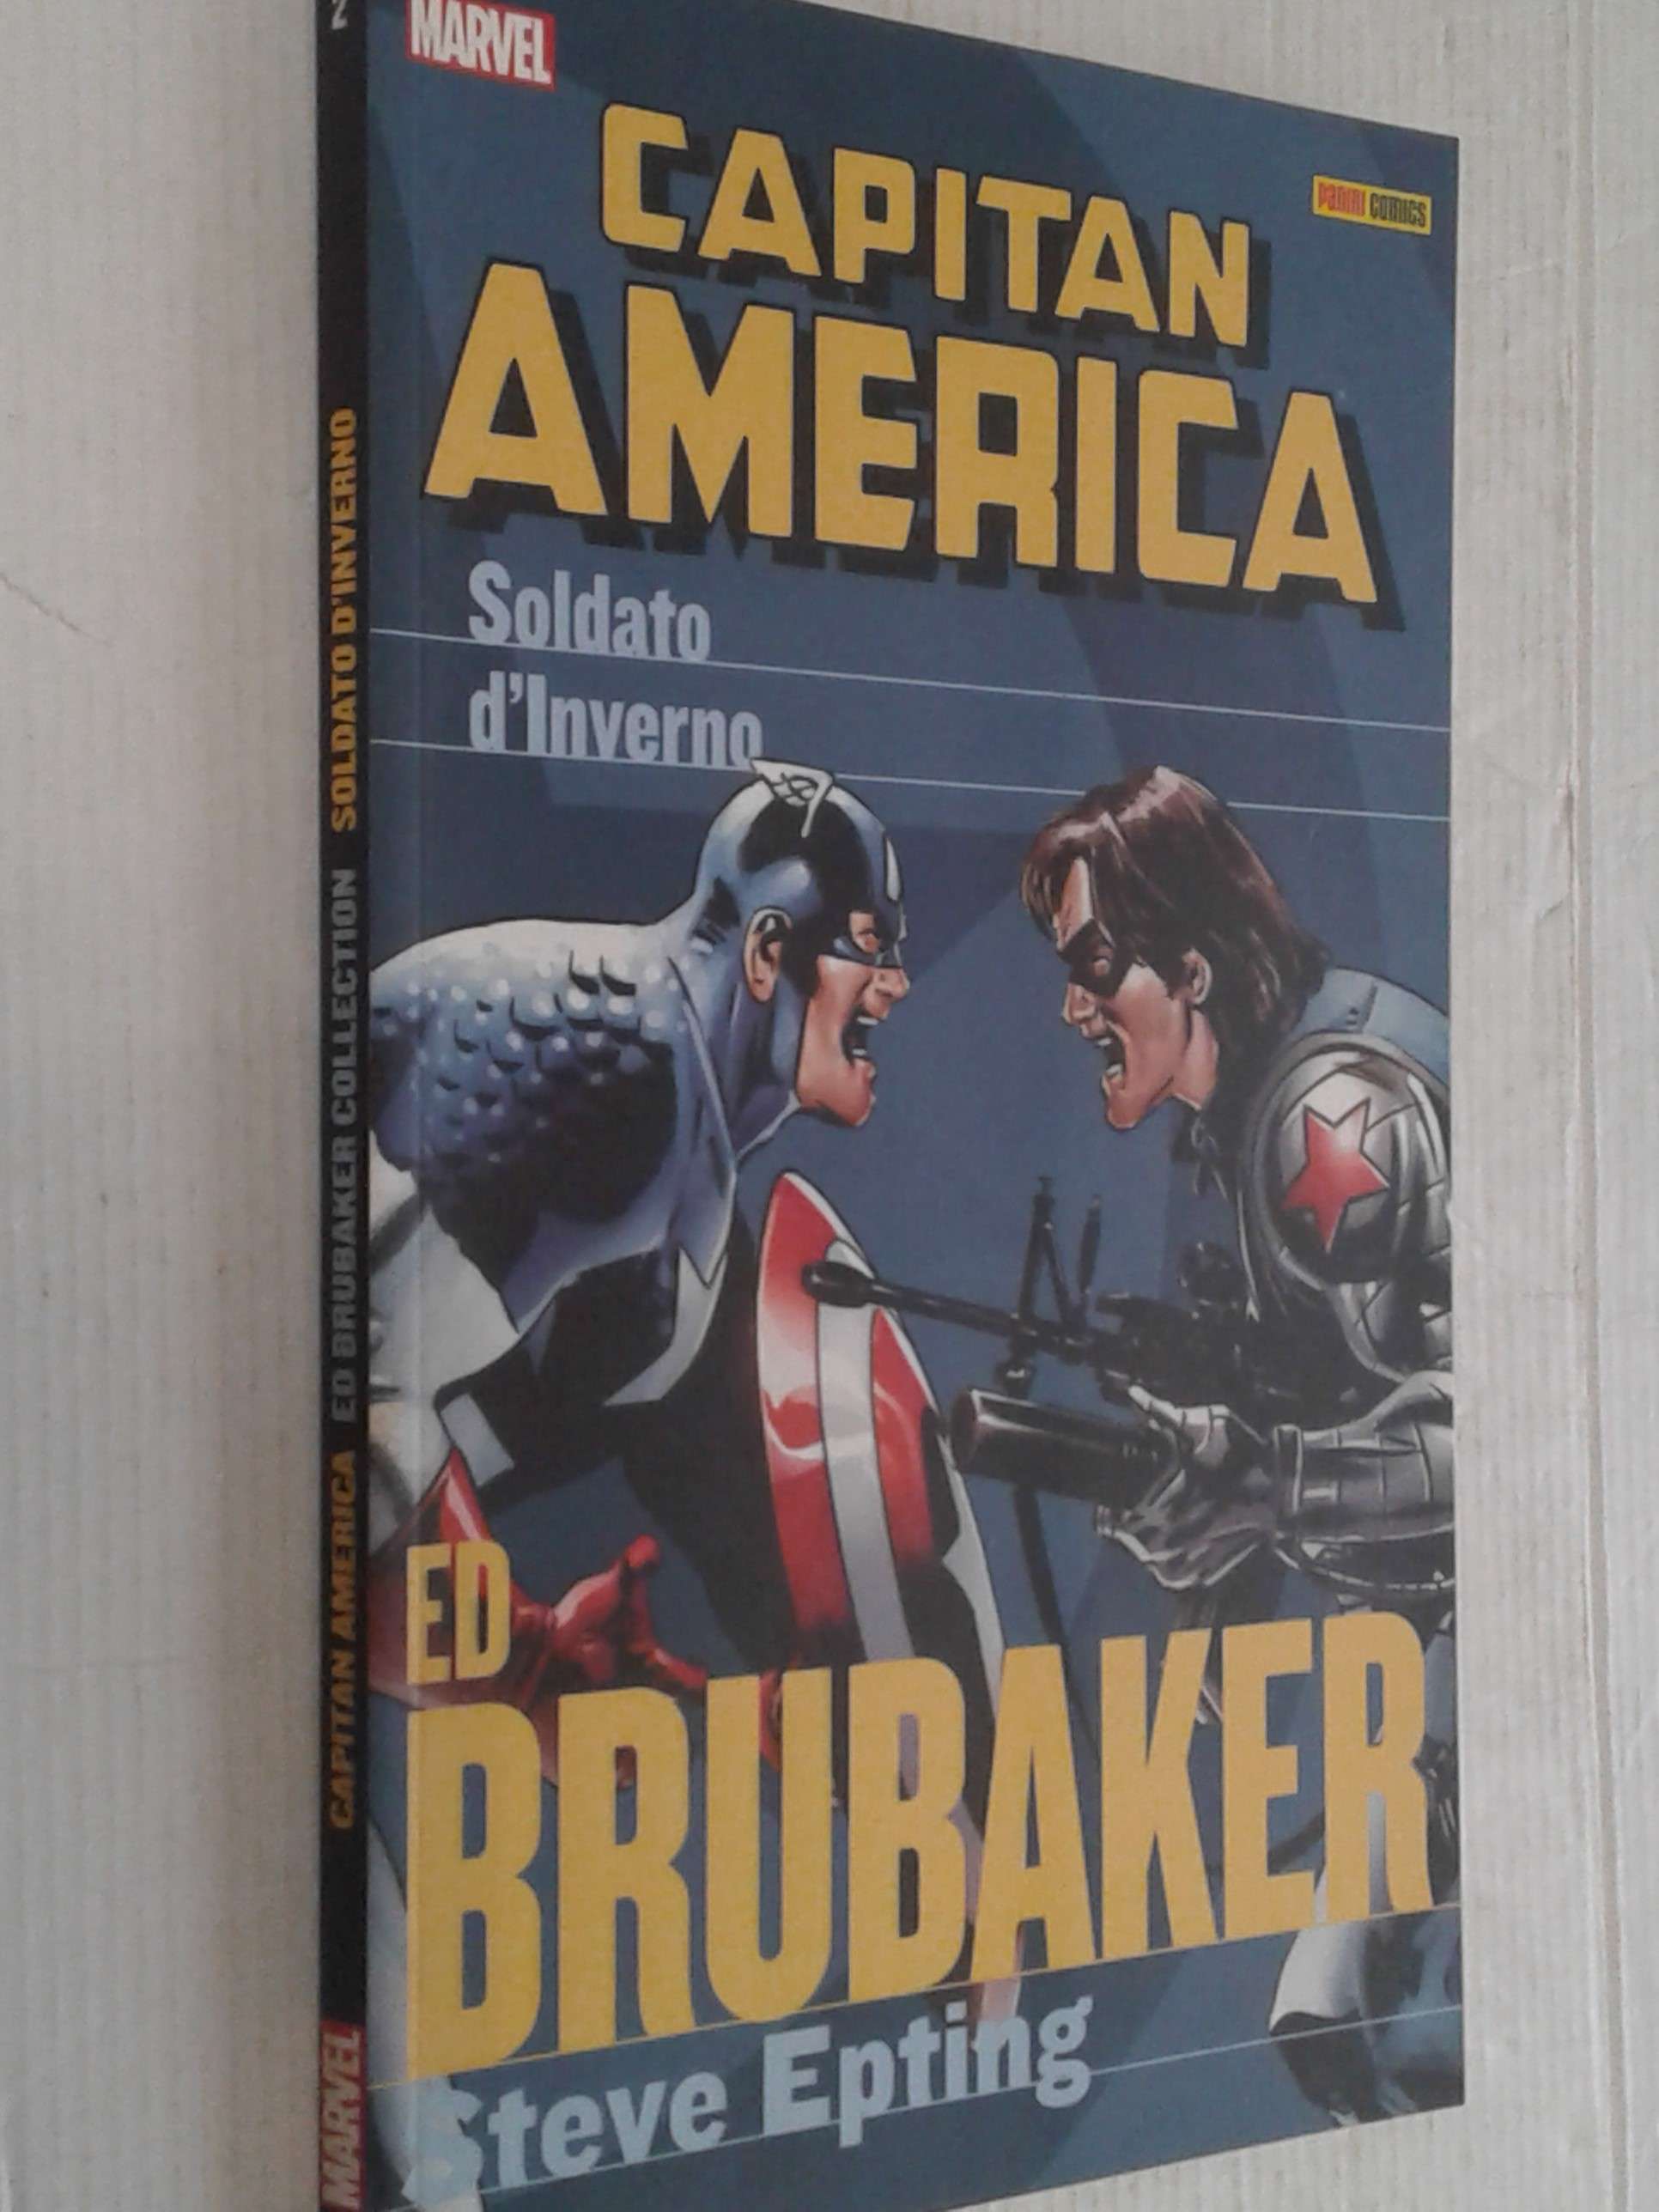 MARVEL
CAPITAN
AMERICA
PANINI COMICS
Soldato
d'Inverno
ED
BRUBAKER
Steve Epting
MARVEL CAPITAN AMERICA ED BRUBAKER COLLECTION SOLDATO D'INVERNO 2